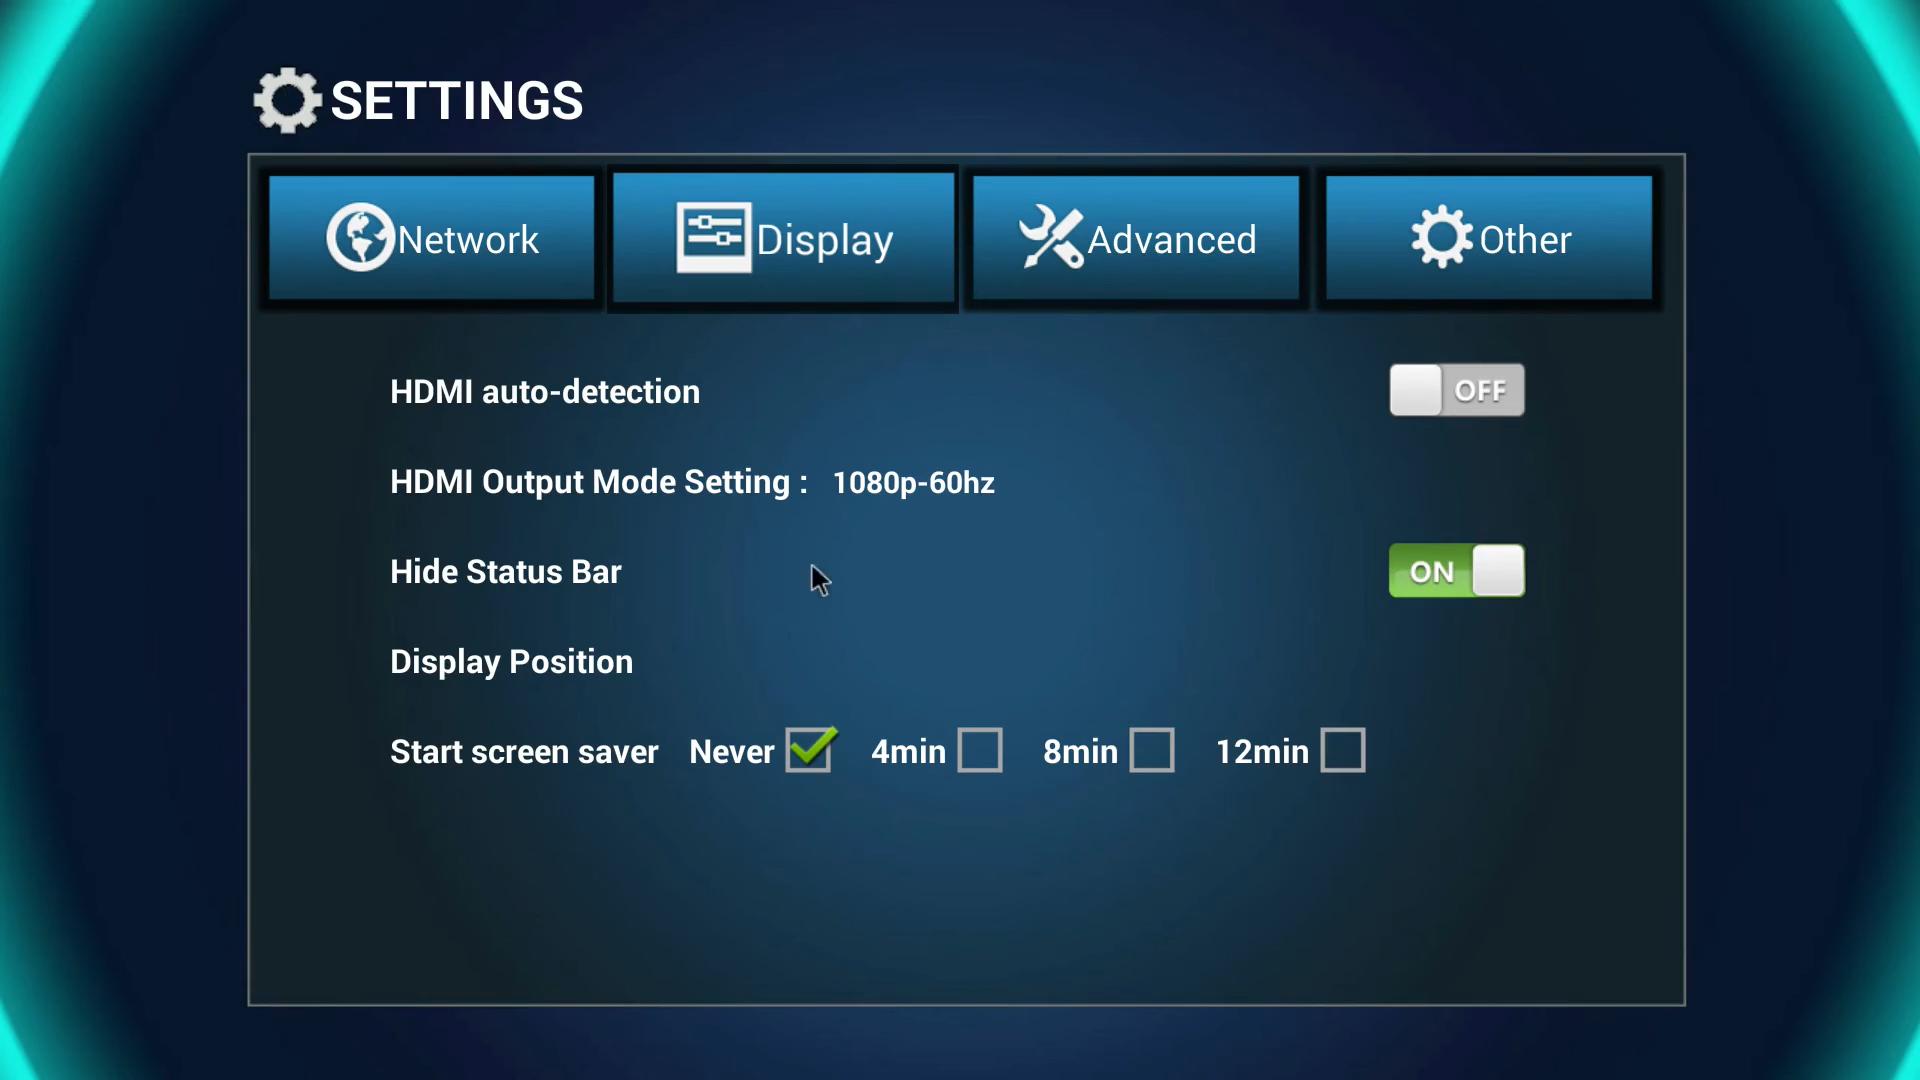 SETTINGS
Network Display Advanced Other
HDMI auto-detection OFF
HDMI Output Mode Setting : 1080p-60hz
Hide Status Bar ON
Display Position
Start screen saver Never 4min 8min 12min